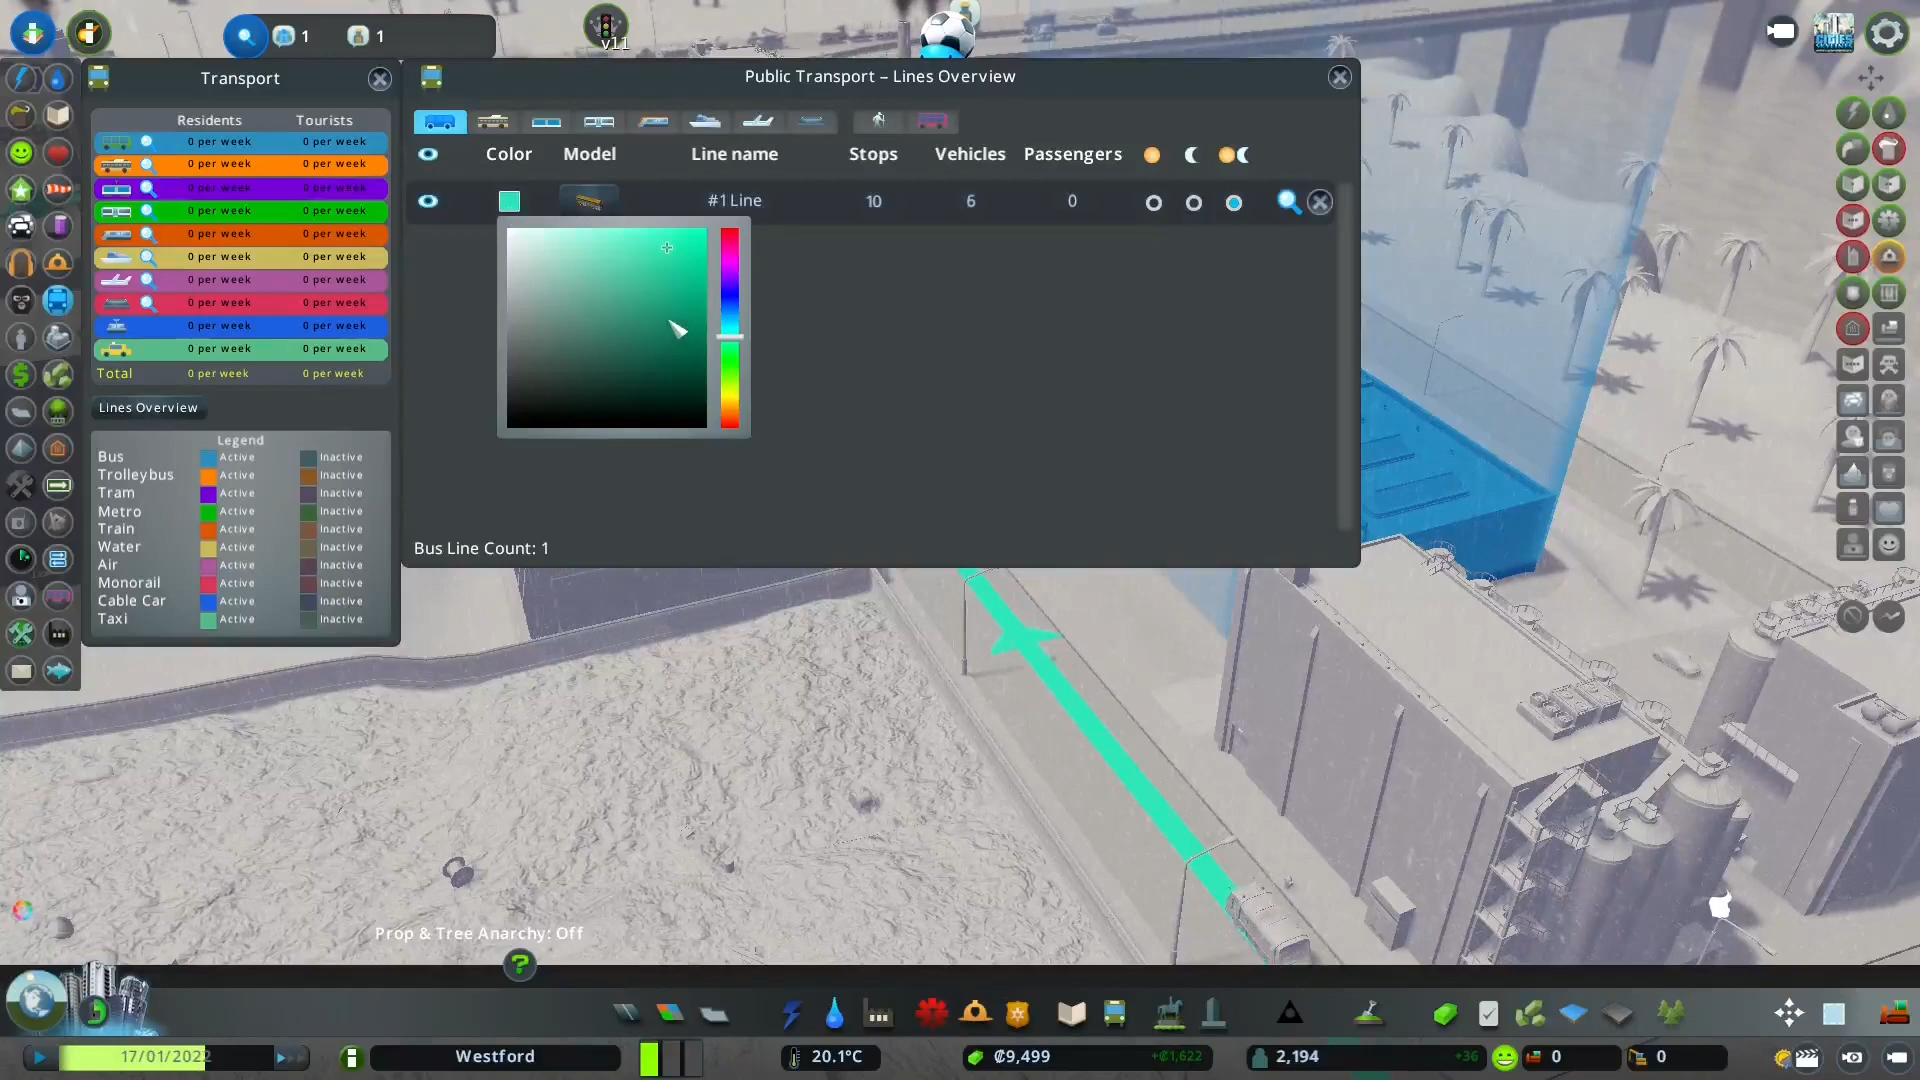 1
1
v11
Transport
Residents Tourists
0 per week 0 per week
0 per week 0 per week
0 per week 0 per week
0 per week 0 per week
0 per week 0 per week
0 per week 0 per week
0 per week 0 per week
0 per week 0 per week
0 per week 0 per week
0 per week 0 per week
Total 0 per week 0 per week
Lines Overview
Legend
Bus Active Inactive
Trolleybus Active Inactive
Tram Active Inactive
Metro Active Inactive
Train Active Inactive
Water Active Inactive
Air Active Inactive
Monorail Active Inactive
Cable Car Active Inactive
Taxi Active Inactive
Public Transport – Lines Overview
Color Model Line name Stops Vehicles Passengers
#1 Line 10 6 0
Bus Line Count: 1
CITIES
Prop & Tree Anarchy: Off
?
17/01/2022
Westford
20.1°C
₡9,499 +₡1,622
2,194 +36
0
0